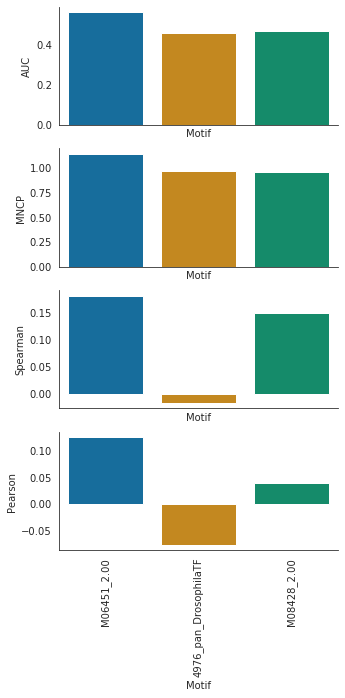 0.4
0.2
0.0
AUC
Motif
1.00
0.75
0.50
0.25
0.00
MNCP
Motif
0.15
0.10
0.05
0.00
Spearman
Motif
0.10
0.05
0.00
−0.05
Pearson
M06451_2.00
4976_pan_DrosophilaTF
M08428_2.00
Motif